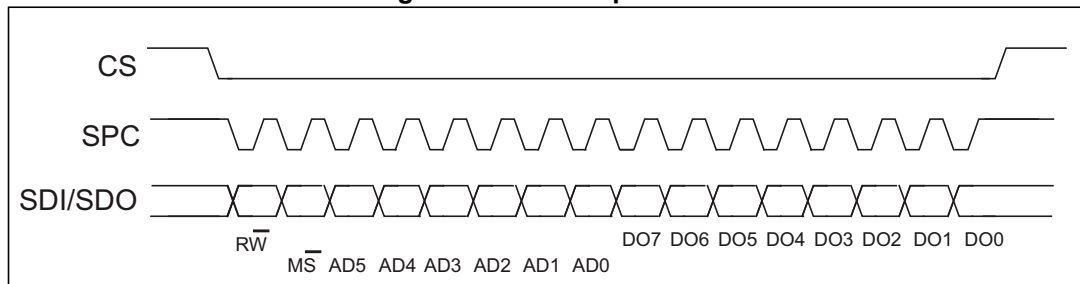 CS
SPC
SDI/SDO
RW DO7 DO6 DO5 DO4 DO3 DO2 DO1 DO0
MS AD5 AD4 AD3 AD2 AD1 AD0